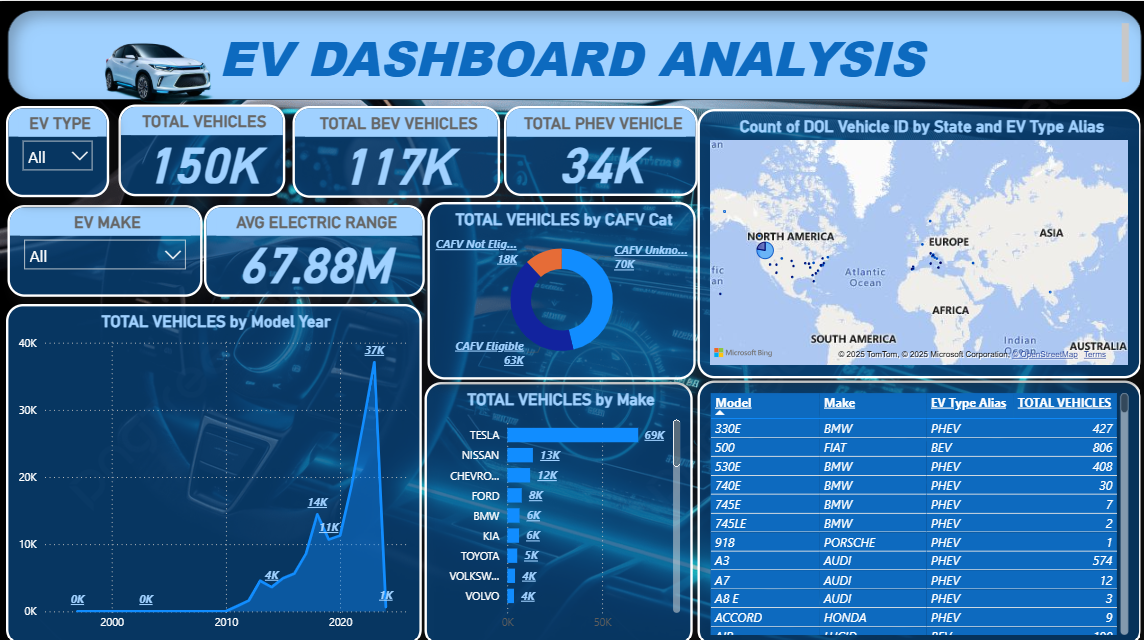 EV DASHBOARD ANALYSIS
EV TYPE
All
TOTAL VEHICLES
150K
TOTAL BEV VEHICLES
117K
TOTAL PHEV VEHICLE
34K
EV MAKE
All
AVG ELECTRIC RANGE
67.88M
TOTAL VEHICLES by CAFV Cat
CAFV Not Elig...
18K
CAFV Unkno...
70K
CAFV Eligible
63K
Count of DOL Vehicle ID by State and EV Type Alias
NORTH AMERICA
EUROPE
ASIA
Atlantic
Ocean
AFRICA
SOUTH AMERICA
Indian
Ocean
AUSTRALIA
Microsoft Bing
© 2025 TomTom, © 2025 Microsoft Corporation, © OpenStreetMap Terms
TOTAL VEHICLES by Model Year
40K
30K
20K
10K
0K
0K
0K
4K
14K
11K
37K
1K
2000
2010
2020
TOTAL VEHICLES by Make
TESLA 69K
NISSAN 13K
CHEVRO... 12K
FORD 8K
BMW 6K
KIA 6K
TOYOTA 5K
VOLKSW... 4K
VOLVO 4K
0K 50K
Model Make EV Type Alias TOTAL VEHICLES
330E BMW PHEV 427
500 FIAT BEV 806
530E BMW PHEV 408
740E BMW PHEV 30
745E BMW PHEV 7
745LE BMW PHEV 2
918 PORSCHE PHEV 1
A3 AUDI PHEV 574
A7 AUDI PHEV 12
A8 E AUDI PHEV 3
ACCORD HONDA PHEV 9